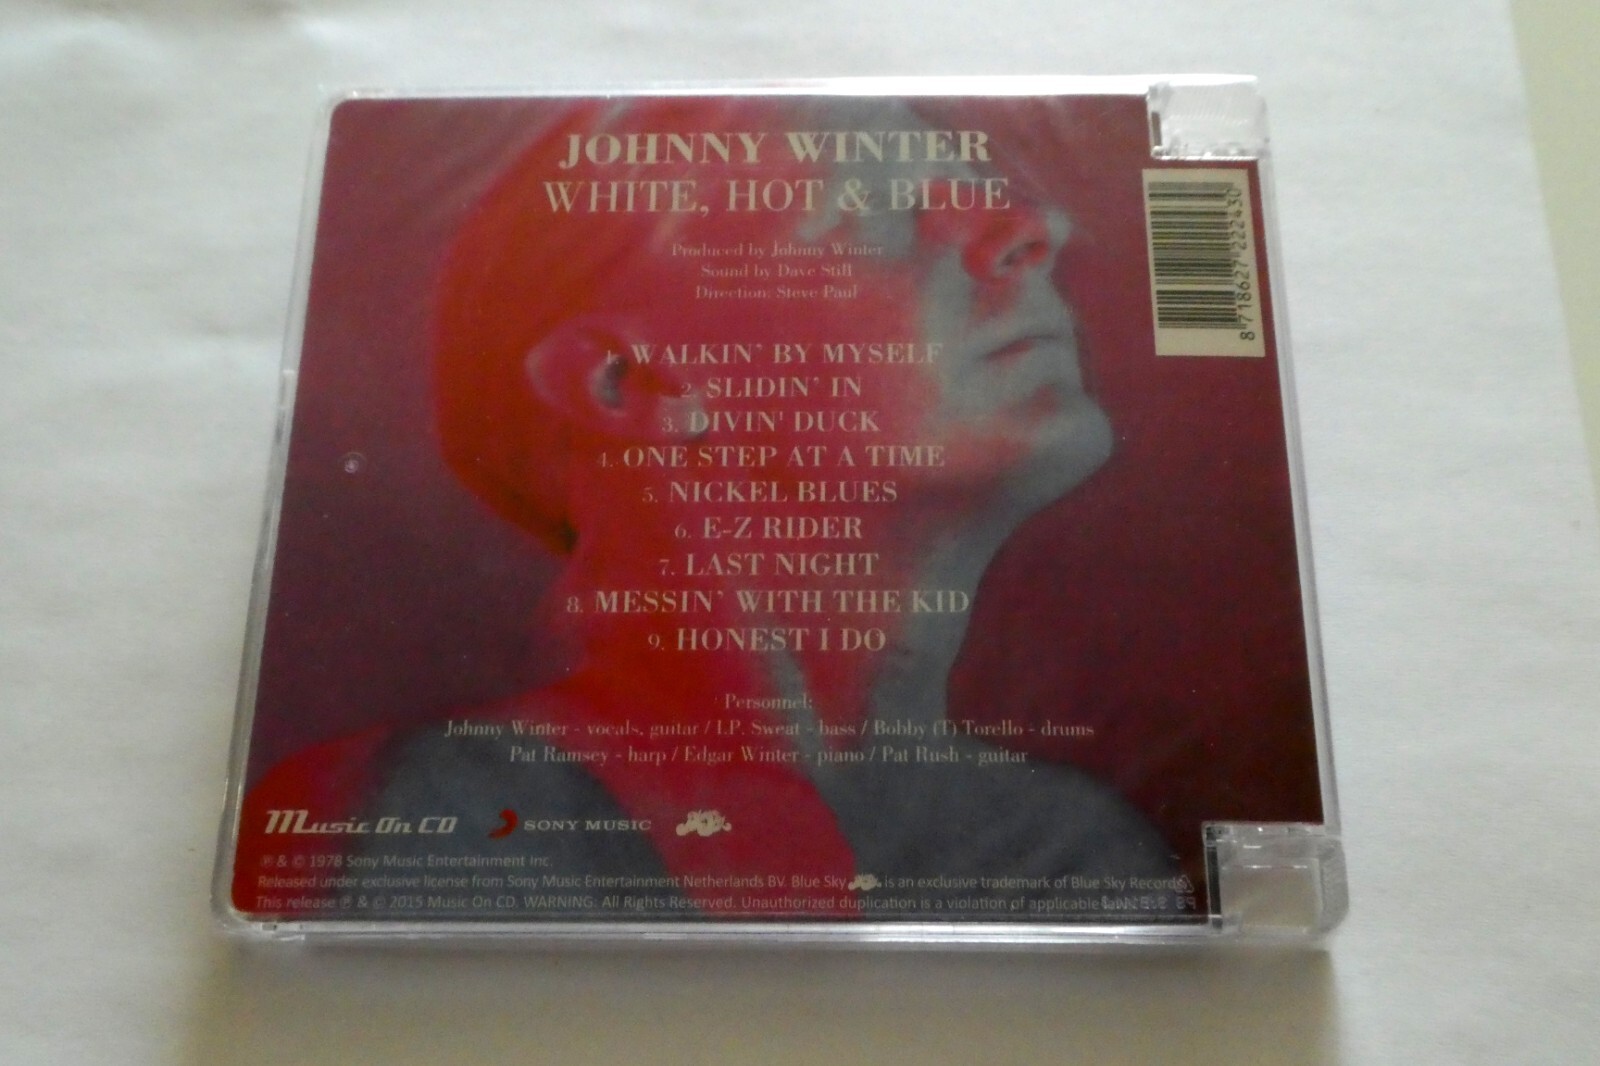 JOHNNY WINTER
WHITE, HOT & BLUE
Produced by Johnny Winter
Sound by Dave Still
Direction: Steve Paul
1. WALKIN' BY MYSELF
2. SLIDIN' IN
3. DIVIN' DUCK
4. ONE STEP AT A TIME
5. NICKEL BLUES
6. E-Z RIDER
7. LAST NIGHT
8. MESSIN' WITH THE KID
9. HONEST I DO
Personnel:
Johnny Winter - vocals, guitar / I.P. Sweat - bass / Bobby (T) Torello - drums
Pat Ramsey - harp / Edgar Winter - piano / Pat Rush - guitar
8 718627 222430
Music On CD SONY MUSIC
℗ & © 1978 Sony Music Entertainment Inc.
Released under exclusive license from Sony Music Entertainment Netherlands BV. Blue Sky is an exclusive trademark of Blue Sky Records
This release ℗ & © 2015 Music On CD. WARNING: All Rights Reserved. Unauthorized duplication is a violation of applicable